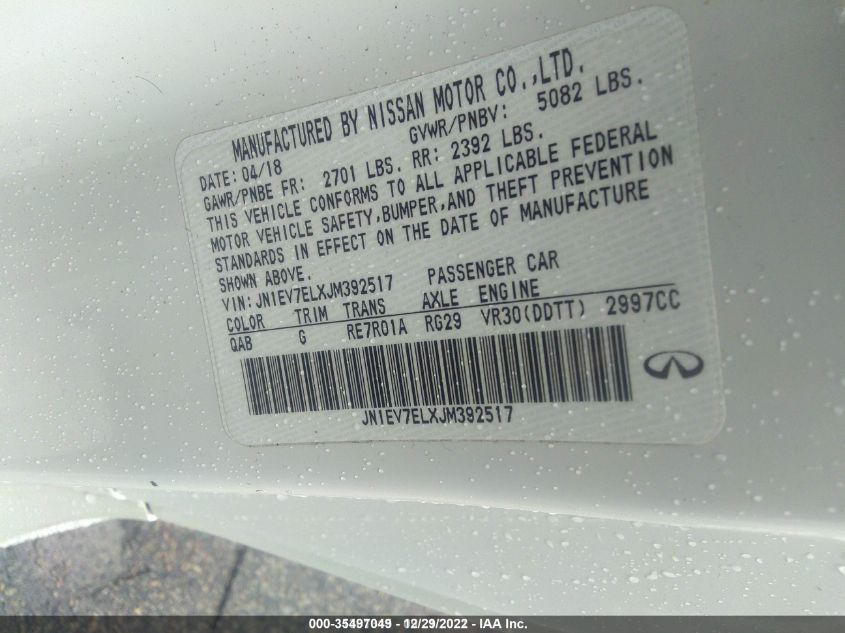 MANUFACTURED BY NISSAN MOTOR CO.,LTD.
DATE: 04/18 GVWR/PNBV: 5082 LBS.
GAWR/PNBE FR: 2701 LBS. RR: 2392 LBS.
THIS VEHICLE CONFORMS TO ALL APPLICABLE FEDERAL
MOTOR VEHICLE SAFETY,BUMPER,AND THEFT PREVENTION
STANDARDS IN EFFECT ON THE DATE OF MANUFACTURE
SHOWN ABOVE.
VIN: JN1EV7ELXJM392517 PASSENGER CAR
COLOR TRIM TRANS AXLE ENGINE
QAB G RE7R01A RG29 VR30(DDTT) 2997CC
JN1EV7ELXJM392517
000-35497049 - 12/29/2022 - IAA Inc.